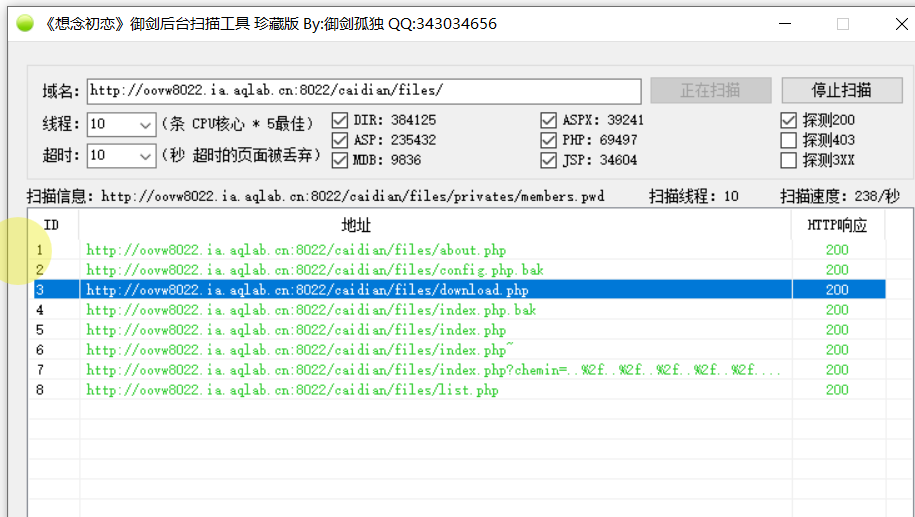 《想念初恋》御剑后台扫描工具 珍藏版 By:御剑孤独 QQ:343034656
域名: http://oovw8022.ia.aqlab.cn:8022/caidian/files/ 正在扫描 停止扫描
线程: 10 (条 CPU核心 * 5最佳) DIR: 384125 ASPX: 39241 探测200
ASP: 235432 PHP: 69497 探测403
超时: 10 (秒 超时的页面被丢弃) MDB: 9836 JSP: 34604 探测3XX
扫描信息: http://oovw8022.ia.aqlab.cn:8022/caidian/files/privates/members.pwd 扫描线程: 10 扫描速度: 238/秒
ID 地址 HTTP响应
1 http://oovw8022.ia.aqlab.cn:8022/caidian/files/about.php 200
2 http://oovw8022.ia.aqlab.cn:8022/caidian/files/config.php.bak 200
3 http://oovw8022.ia.aqlab.cn:8022/caidian/files/download.php 200
4 http://oovw8022.ia.aqlab.cn:8022/caidian/files/index.php.bak 200
5 http://oovw8022.ia.aqlab.cn:8022/caidian/files/index.php 200
6 http://oovw8022.ia.aqlab.cn:8022/caidian/files/index.php~ 200
7 http://oovw8022.ia.aqlab.cn:8022/caidian/files/index.php?chemin=..%2f..%2f..%2f..%2f..%2f.... 200
8 http://oovw8022.ia.aqlab.cn:8022/caidian/files/list.php 200